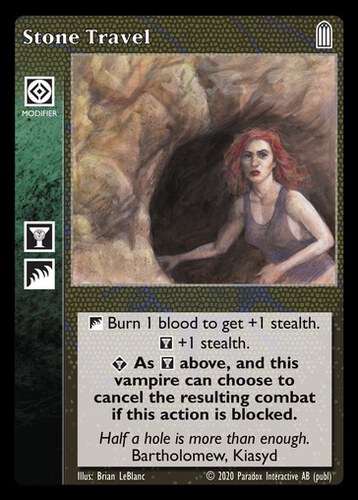 Stone Travel
MODIFIER
Burn 1 blood to get +1 stealth.
+1 stealth.
As above, and this
vampire can choose to
cancel the resulting combat
if this action is blocked.
Half a hole is more than enough.
Bartholomew, Kiasyd
Illus: Brian LeBlanc © 2020 Paradox Interactive AB (publ)